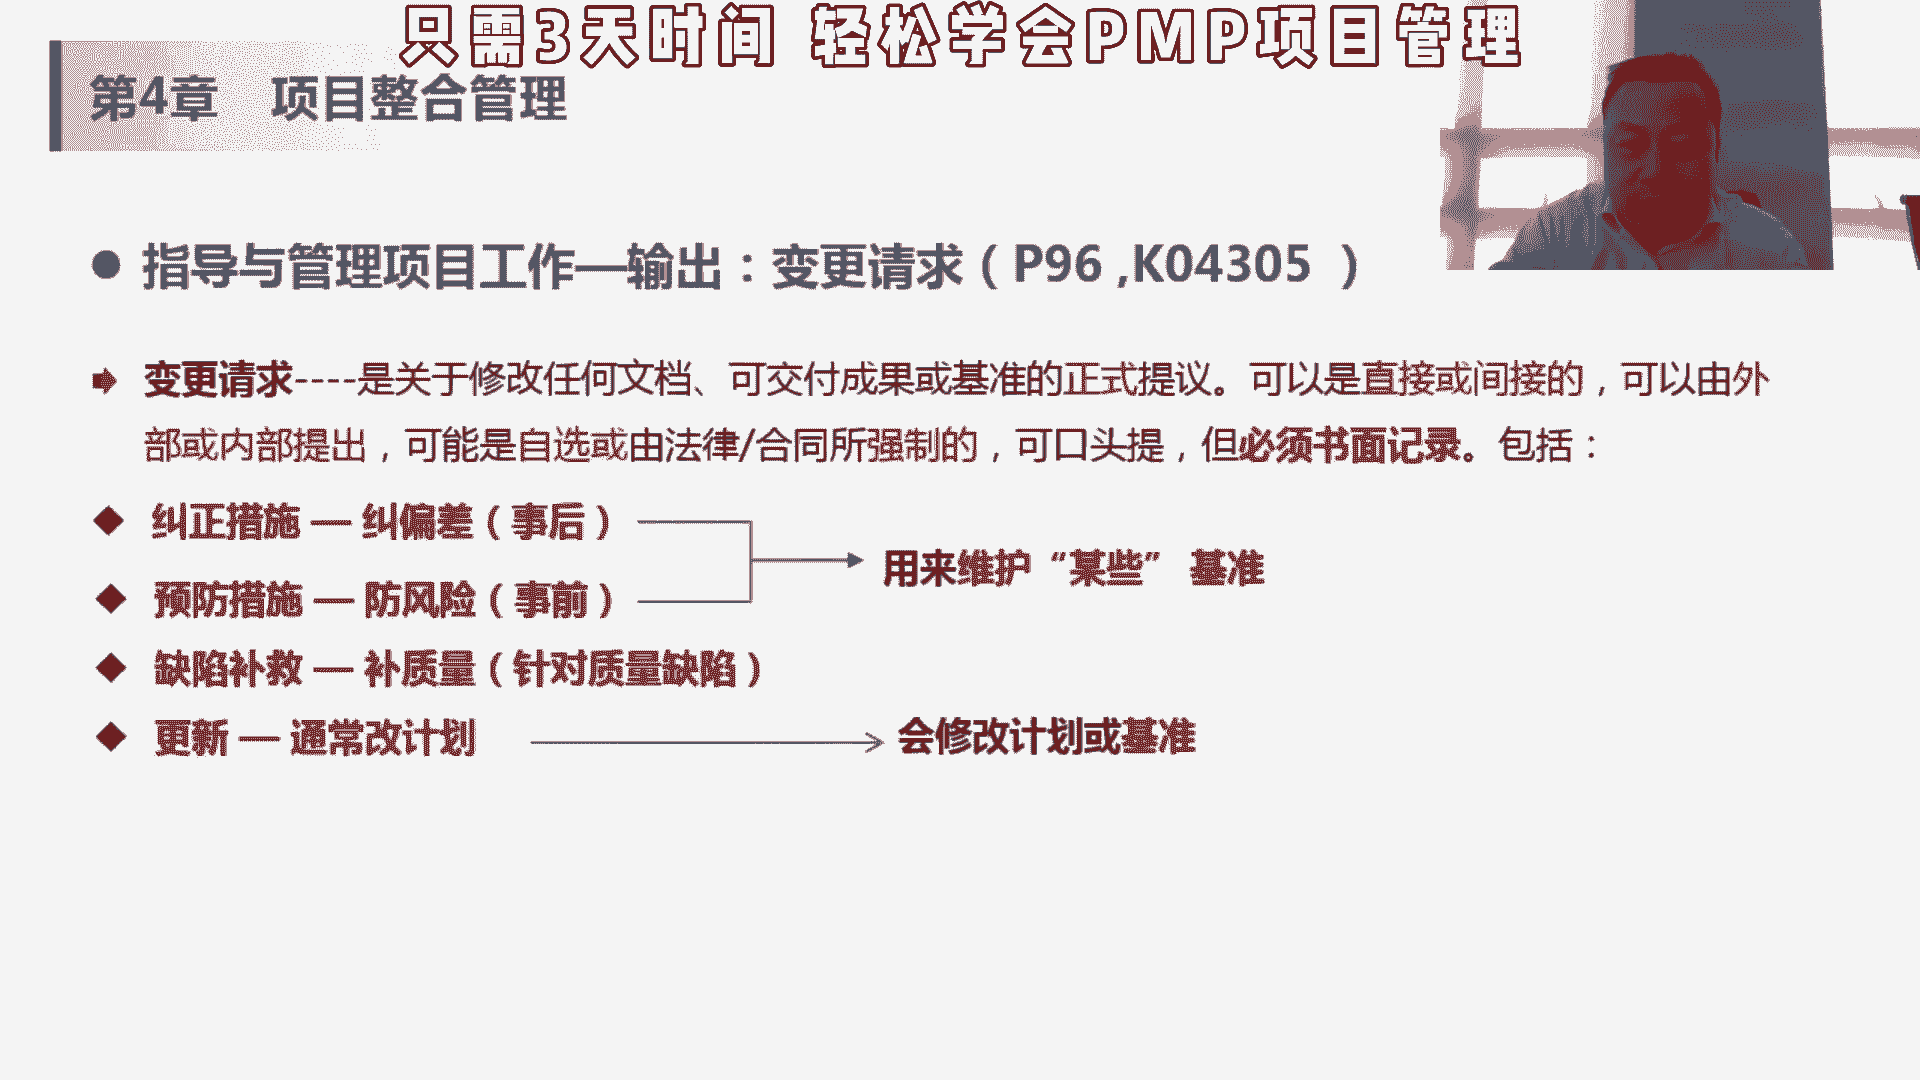 只需3天时间 轻松学会PMP项目管理
第4章 项目整合管理
指导与管理项目工作—输出：变更请求（P96 ,K04305 ）
变更请求----是关于修改任何文档、可交付成果或基准的正式提议。可以是直接或间接的，可以由外
部或内部提出，可能是自选或由法律/合同所强制的，可口头提，但必须书面记录。包括：
纠正措施 — 纠偏差（事后）
用来维护“某些” 基准
预防措施 — 防风险（事前）
缺陷补救 — 补质量（针对质量缺陷）
更新 — 通常改计划
会修改计划或基准